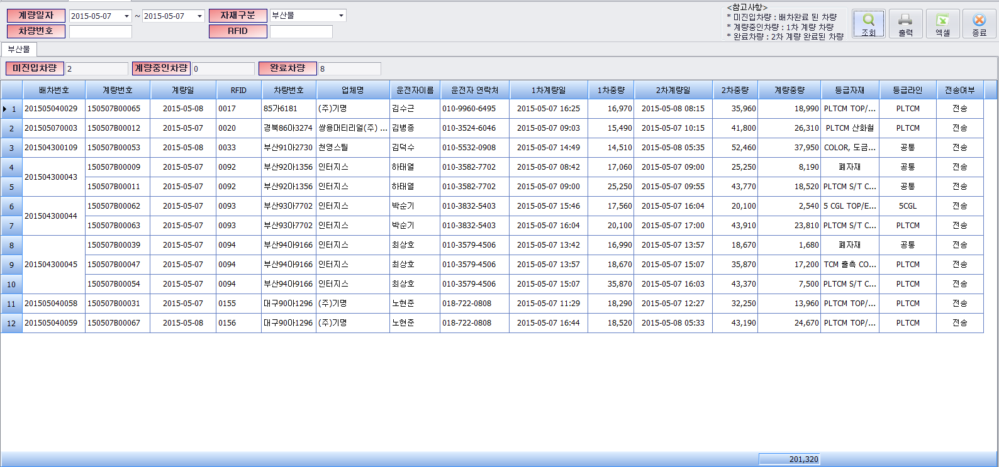 계량일자 2015-05-07 ~ 2015-05-07 자재구분 부산물
차량번호 RFID
<참고사항>
* 미진입차량 : 배차완료 된 차량
* 계량중인차량 : 1차 계량 차량
* 완료차량 : 2차 계량 완료된 차량
조회 출력 엑셀 종료
부산물
미진입차량 2 계량중인차량 0 완료차량 8
배차번호 계량번호 계량일 RFID 차량번호 업체명 운전자이름 운전자 연락처 1차계량일 1차중량 2차계량일 2차중량 계량중량 등급자재 등급라인 전송여부
1 201505040029 150507B00065 2015-05-08 0017 85가6181 (주)기명 김수근 010-9960-6495 2015-05-07 16:25 16,970 2015-05-08 08:15 35,960 18,990 PLTCM TOP/... PLTCM 전송
2 201505070003 150507B00012 2015-05-07 0020 경북86아3274 쌍용머티리얼(주) ... 김병종 010-3524-6046 2015-05-07 09:03 15,490 2015-05-07 10:15 41,800 26,310 PLTCM 산화철 PLTCM 전송
3 201504300109 150507B00053 2015-05-08 0033 부산91아2730 천영스틸 김덕수 010-5532-0908 2015-05-07 14:49 14,510 2015-05-08 05:35 52,460 37,950 COLOR, 도금... 공통 전송
4 201504300043 150507B00009 2015-05-07 0092 부산92아1356 인터지스 하태열 010-3582-7702 2015-05-07 08:42 17,060 2015-05-07 09:00 25,250 8,190 폐자재 공통 전송
5 150507B00011 2015-05-07 0092 부산92아1356 인터지스 하태열 010-3582-7702 2015-05-07 09:00 25,250 2015-05-07 09:55 43,770 18,520 PLTCM S/T C... 공통 전송
6 201504300044 150507B00062 2015-05-07 0093 부산93아7702 인터지스 박순기 010-3832-5403 2015-05-07 15:46 17,560 2015-05-07 16:04 20,100 2,540 5 CGL TOP/E... 5CGL 전송
7 150507B00063 2015-05-07 0093 부산93아7702 인터지스 박순기 010-3832-5403 2015-05-07 16:04 20,100 2015-05-07 17:00 43,910 23,810 PLTCM S/T C... PLTCM 전송
8 201504300045 150507B00039 2015-05-07 0094 부산94아9166 인터지스 최상호 010-3579-4506 2015-05-07 13:42 16,990 2015-05-07 13:57 18,670 1,680 폐자재 공통 전송
9 150507B00047 2015-05-07 0094 부산94아9166 인터지스 최상호 010-3579-4506 2015-05-07 13:57 18,670 2015-05-07 15:07 35,870 17,200 TCM 출측 CO... PLTCM 전송
10 150507B00054 2015-05-07 0094 부산94아9166 인터지스 최상호 010-3579-4506 2015-05-07 15:07 35,870 2015-05-07 16:03 43,370 7,500 PLTCM S/T C... PLTCM 전송
11 201505040058 150507B00031 2015-05-07 0155 대구90아1296 (주)기명 노현준 018-722-0808 2015-05-07 11:29 18,290 2015-05-07 12:27 32,250 13,960 PLTCM TOP/... PLTCM 전송
12 201505040059 150507B00067 2015-05-08 0156 대구90아1296 (주)기명 노현준 018-722-0808 2015-05-07 16:44 18,520 2015-05-08 05:33 43,190 24,670 PLTCM TOP/... PLTCM 전송
201,320